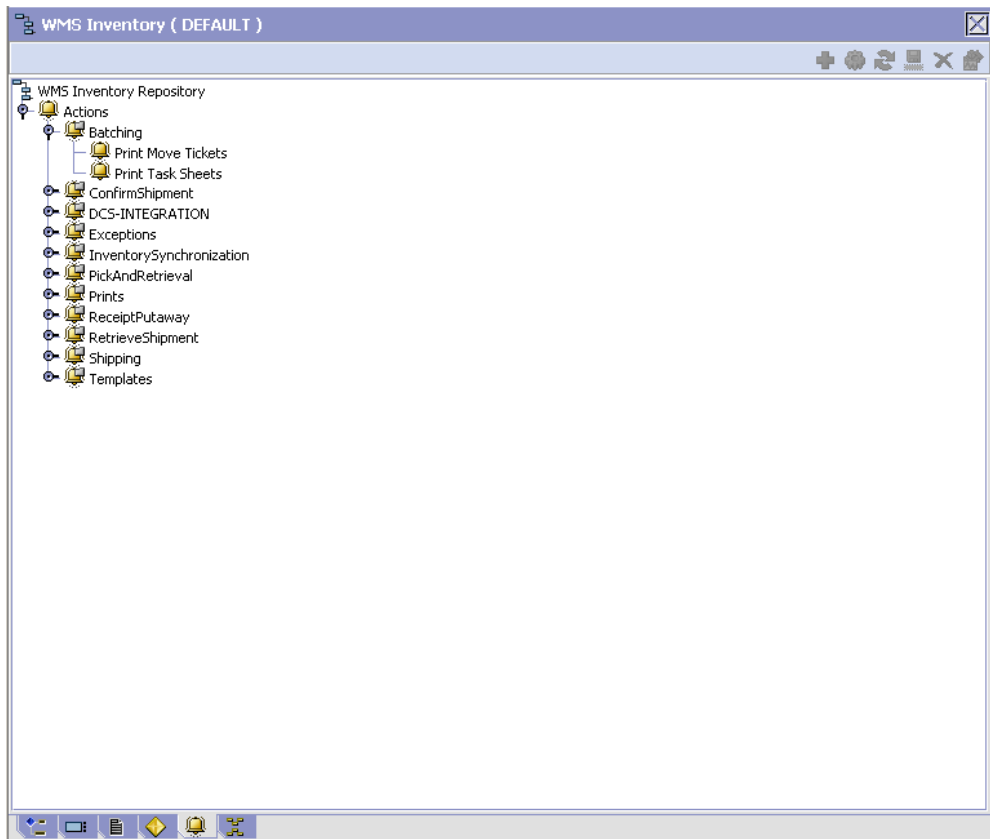 WMS Inventory ( DEFAULT )
WMS Inventory Repository
Actions
Batching
Print Move Tickets
Print Task Sheets
ConfirmShipment
DCS-INTEGRATION
Exceptions
InventorySynchronization
PickAndRetrieval
Prints
ReceiptPutaway
RetrieveShipment
Shipping
Templates